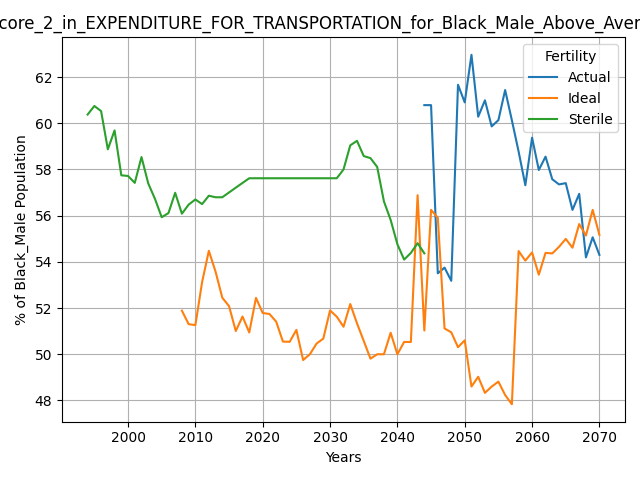 core_2_in_EXPENDITURE_FOR_TRANSPORTATION_for_Black_Male_Above_Aver
Fertility
Actual
Ideal
Sterile
% of Black_Male Population
62
60
58
56
54
52
50
48
2000 2010 2020 2030 2040 2050 2060 2070
Years